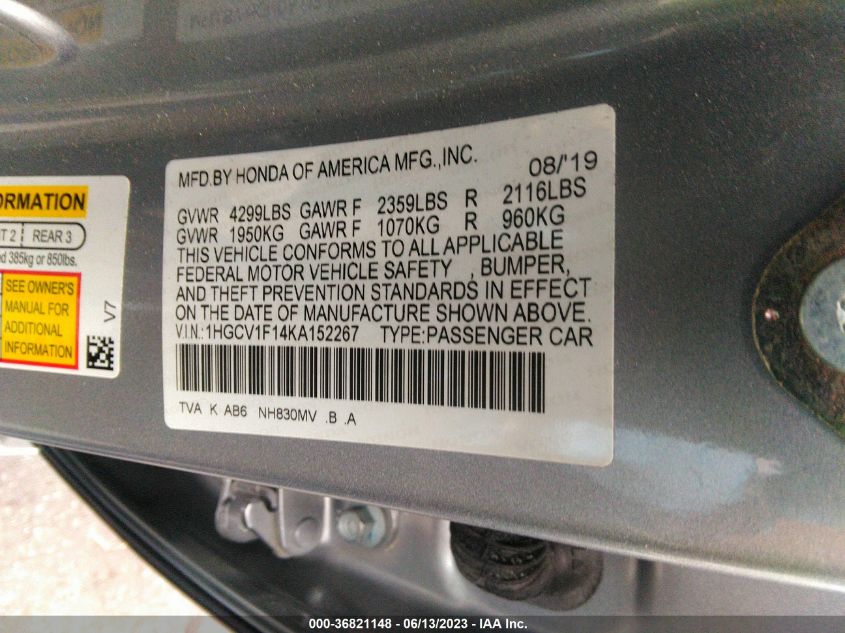 MFD.BY HONDA OF AMERICA MFG.,INC. 08/'19
GVWR 4299LBS GAWR F 2359LBS R 2116LBS
GVWR 1950KG GAWR F 1070KG R 960KG
THIS VEHICLE CONFORMS TO ALL APPLICABLE
FEDERAL MOTOR VEHICLE SAFETY , BUMPER,
AND THEFT PREVENTION STANDARDS IN EFFECT
ON THE DATE OF MANUFACTURE SHOWN ABOVE.
VIN:1HGCV1F14KA152267 TYPE:PASSENGER CAR
TVA K AB6 NH830MV .B .A
2 REAR 3
385kg or 850lbs.
SEE OWNER'S
MANUAL FOR
ADDITIONAL
INFORMATION
V7
000-36821148 - 06/13/2023 - IAA Inc.